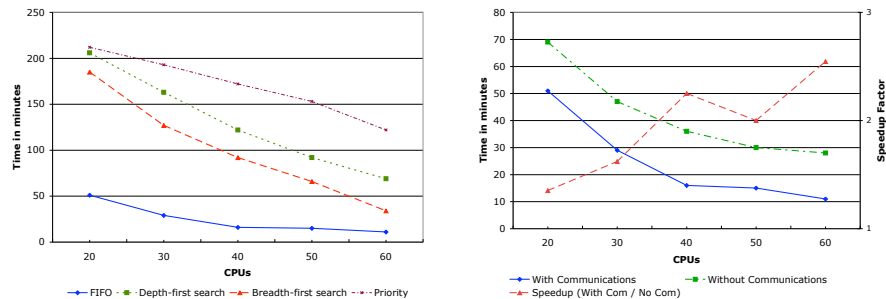 250
200
150
100
50
0
Time in minutes
20 30 40 50 60
CPUs
FIFO Depth-first search Breadth-first search Priority
80
70
60
50
40
30
20
10
0
Time in minutes
3
2
1
Speedup Factor
20 30 40 50 60
CPUs
With Communications Without Communications
Speedup (With Com / No Com)